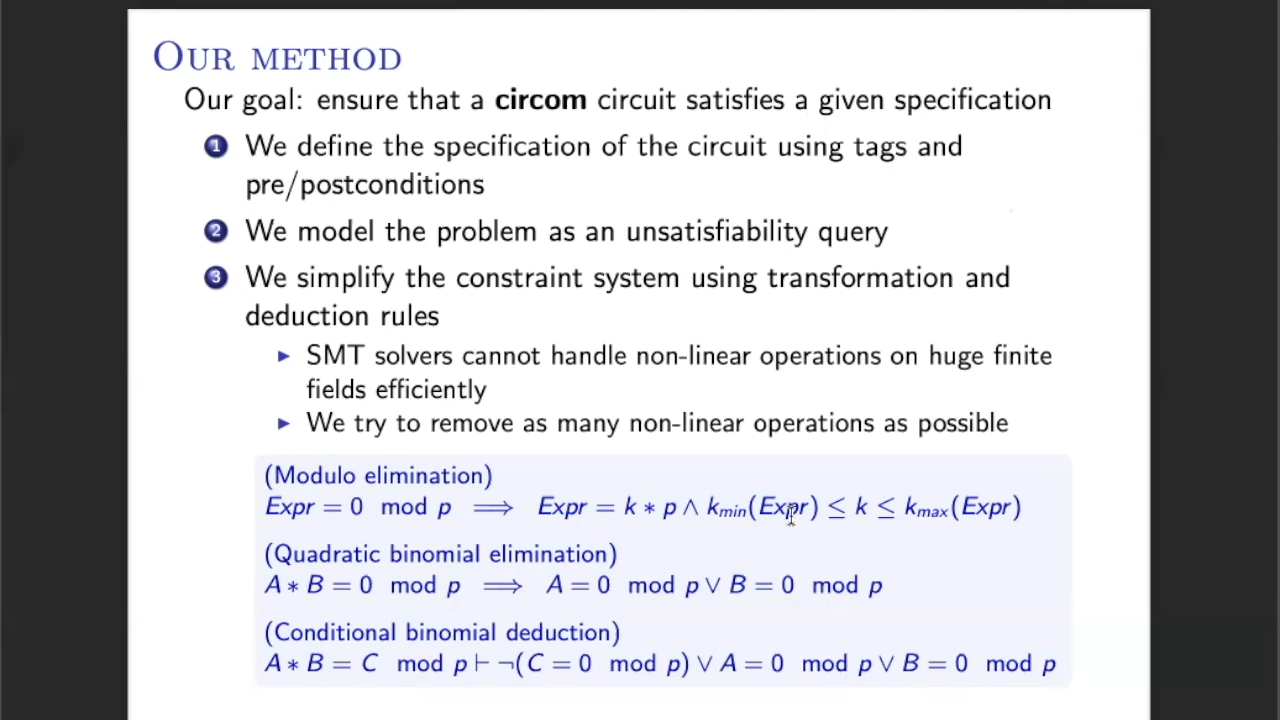 OUR METHOD
Our goal: ensure that a circom circuit satisfies a given specification
1 We define the specification of the circuit using tags and
pre/postconditions
2 We model the problem as an unsatisfiability query
3 We simplify the constraint system using transformation and
deduction rules
▶ SMT solvers cannot handle non-linear operations on huge finite
fields efficiently
▶ We try to remove as many non-linear operations as possible
(Modulo elimination)
Expr = 0 mod p ⟹ Expr = k ∗ p ∧ kmin(Expr) ≤ k ≤ kmax(Expr)
(Quadratic binomial elimination)
A ∗ B = 0 mod p ⟹ A = 0 mod p ∨ B = 0 mod p
(Conditional binomial deduction)
A ∗ B = C mod p ⊢ ¬(C = 0 mod p) ∨ A = 0 mod p ∨ B = 0 mod p